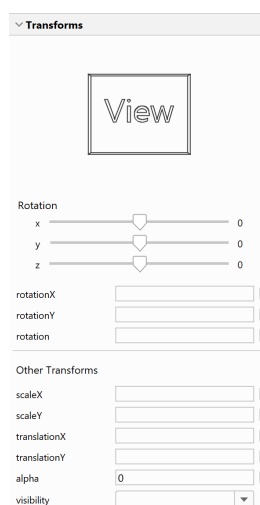 Transforms
View
Rotation
x 0
y 0
z 0
rotationX
rotationY
rotation
Other Transforms
scaleX
scaleY
translationX
translationY
alpha 0
visibility